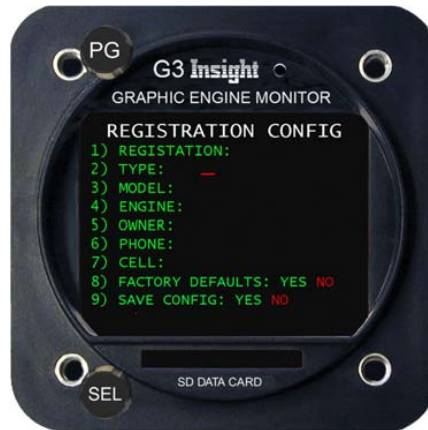 PG
G3 Insight
GRAPHIC ENGINE MONITOR
REGISTRATION CONFIG
1) REGISTATION:
2) TYPE: _
3) MODEL:
4) ENGINE:
5) OWNER:
6) PHONE:
7) CELL:
8) FACTORY DEFAULTS: YES NO
9) SAVE CONFIG: YES NO
SEL
SD DATA CARD